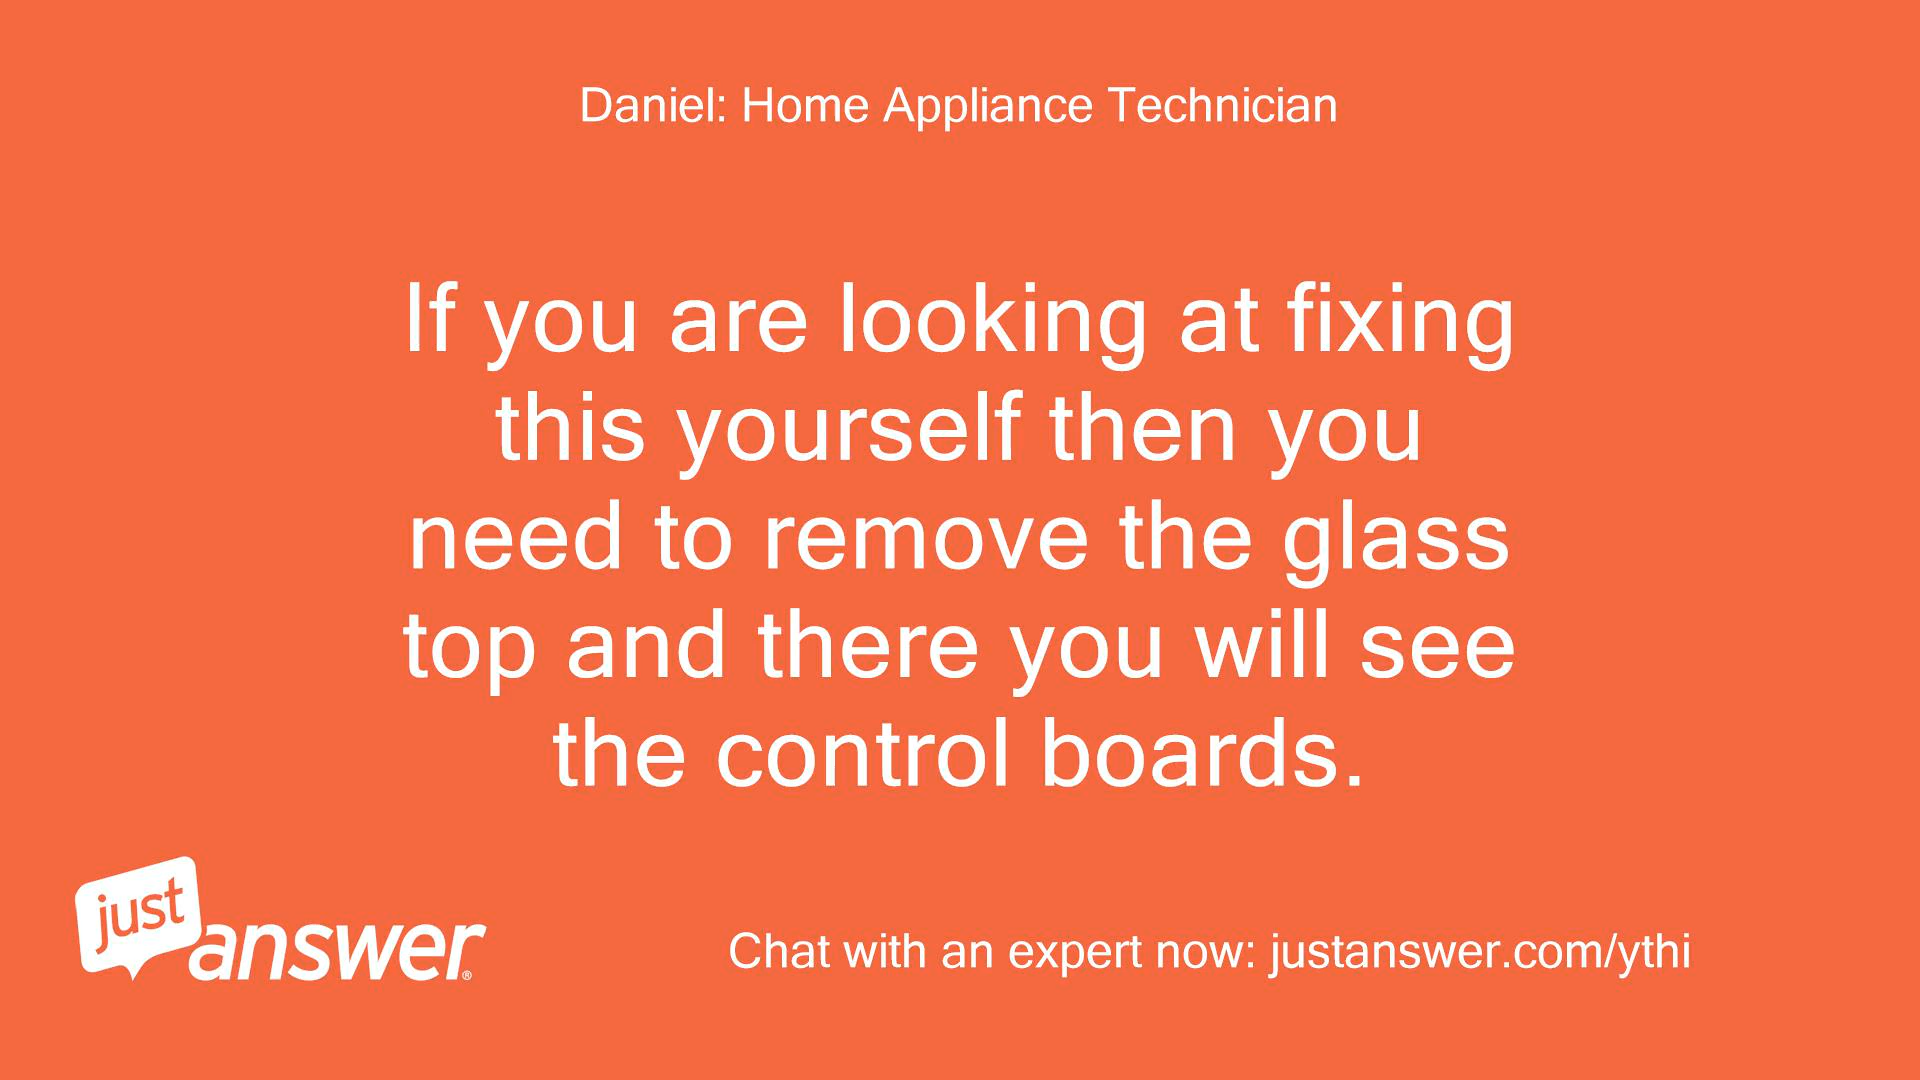 Daniel: Home Appliance Technician
If you are looking at fixing
this yourself then you
need to remove the glass
top and there you will see
the control boards.
just
answer®
Chat with an expert now: justanswer.com/ythi